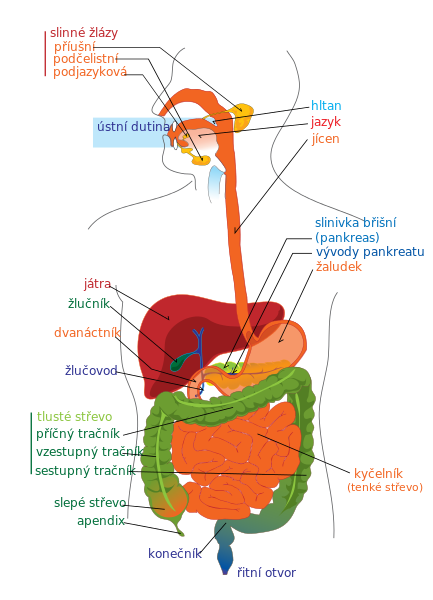 slinné žlázy
příušní
podčelistní
podjazyková
ústní dutina
hltan
jazyk
jícen
slinivka břišní
(pankreas)
vývody pankreatu
žaludek
játra
žlučník
dvanáctník
žlučovod
tlusté střevo
příčný tračník
vzestupný tračník
sestupný tračník
slepé střevo
apendix
konečník
kyčelník
(tenké střevo)
řitní otvor